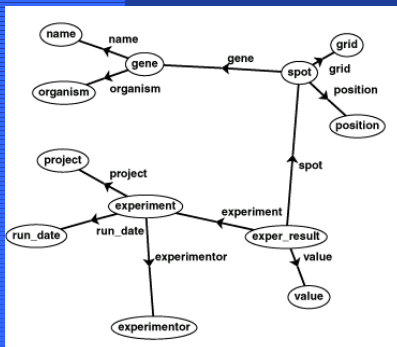 name
name
grid
gene
gene
spot
grid
organism
organism
position
position
project
project
spot
experiment
experiment
run_date
run_date
exper_result
experimentor
value
value
experimentor